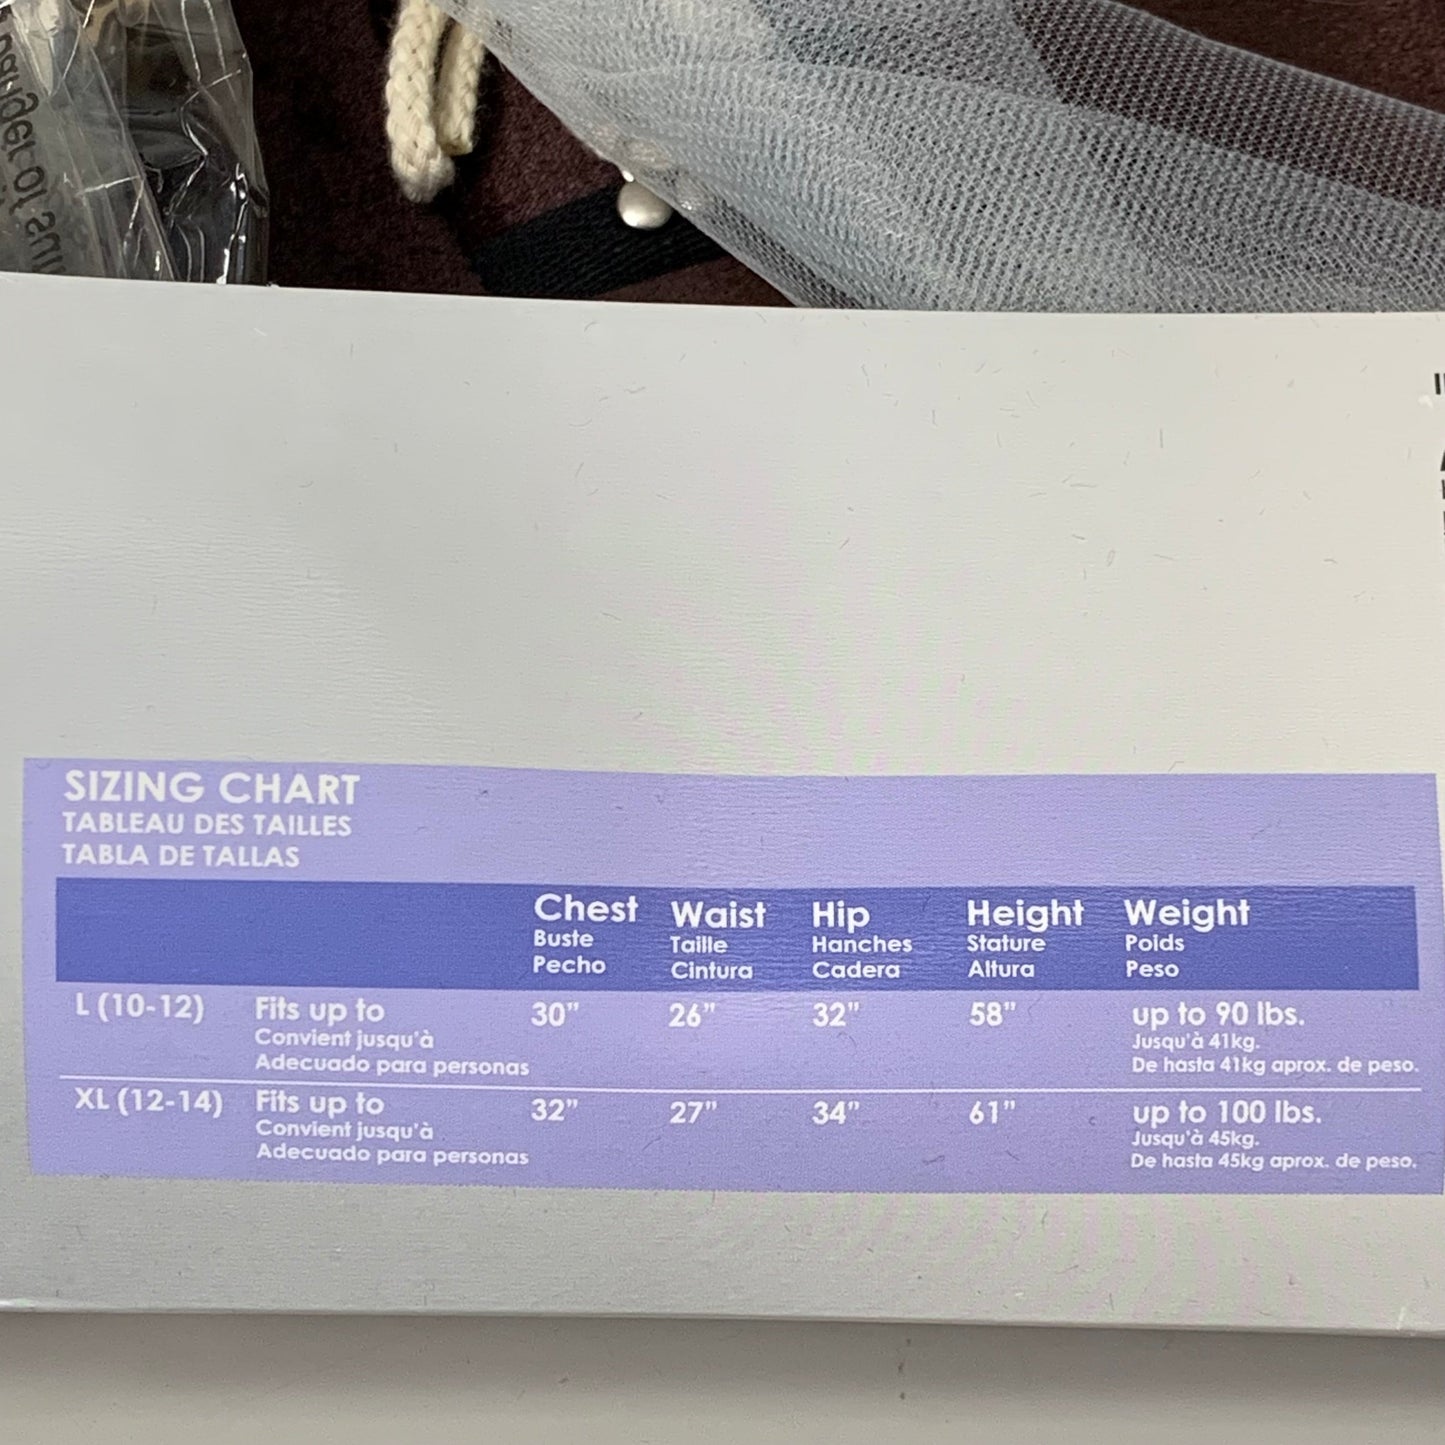 SIZING CHART
TABLEAU DES TAILLES
TABLA DE TALLAS
Chest Waist Hip Height Weight
Buste Taille Hanches Stature Poids
Pecho Cintura Cadera Altura Peso
L (10-12) Fits up to 30" 26" 32" 58" up to 90 lbs.
Convient jusqu'à Jusqu'à 41kg.
Adecuado para personas De hasta 41kg aprox. de peso.
XL (12-14) Fits up to 32" 27" 34" 61" up to 100 lbs.
Convient jusqu'à Jusqu'à 45kg.
Adecuado para personas De hasta 45kg aprox. de peso.